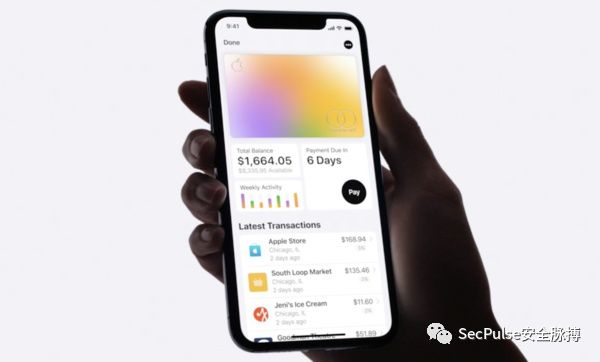 9:41
Done
Total Balance
$1,664.05
$8,335.95 Available
Payment Due In
6 Days
Weekly Activity
Pay
Latest Transactions
Apple Store
$168.94
Chicago, IL
3%
2 days ago
South Loop Market
$135.46
Chicago, IL
2%
2 days ago
Jeni's Ice Cream
$11.60
Chicago, IL
2 days ago
$51.89
SecPulse安全脉搏